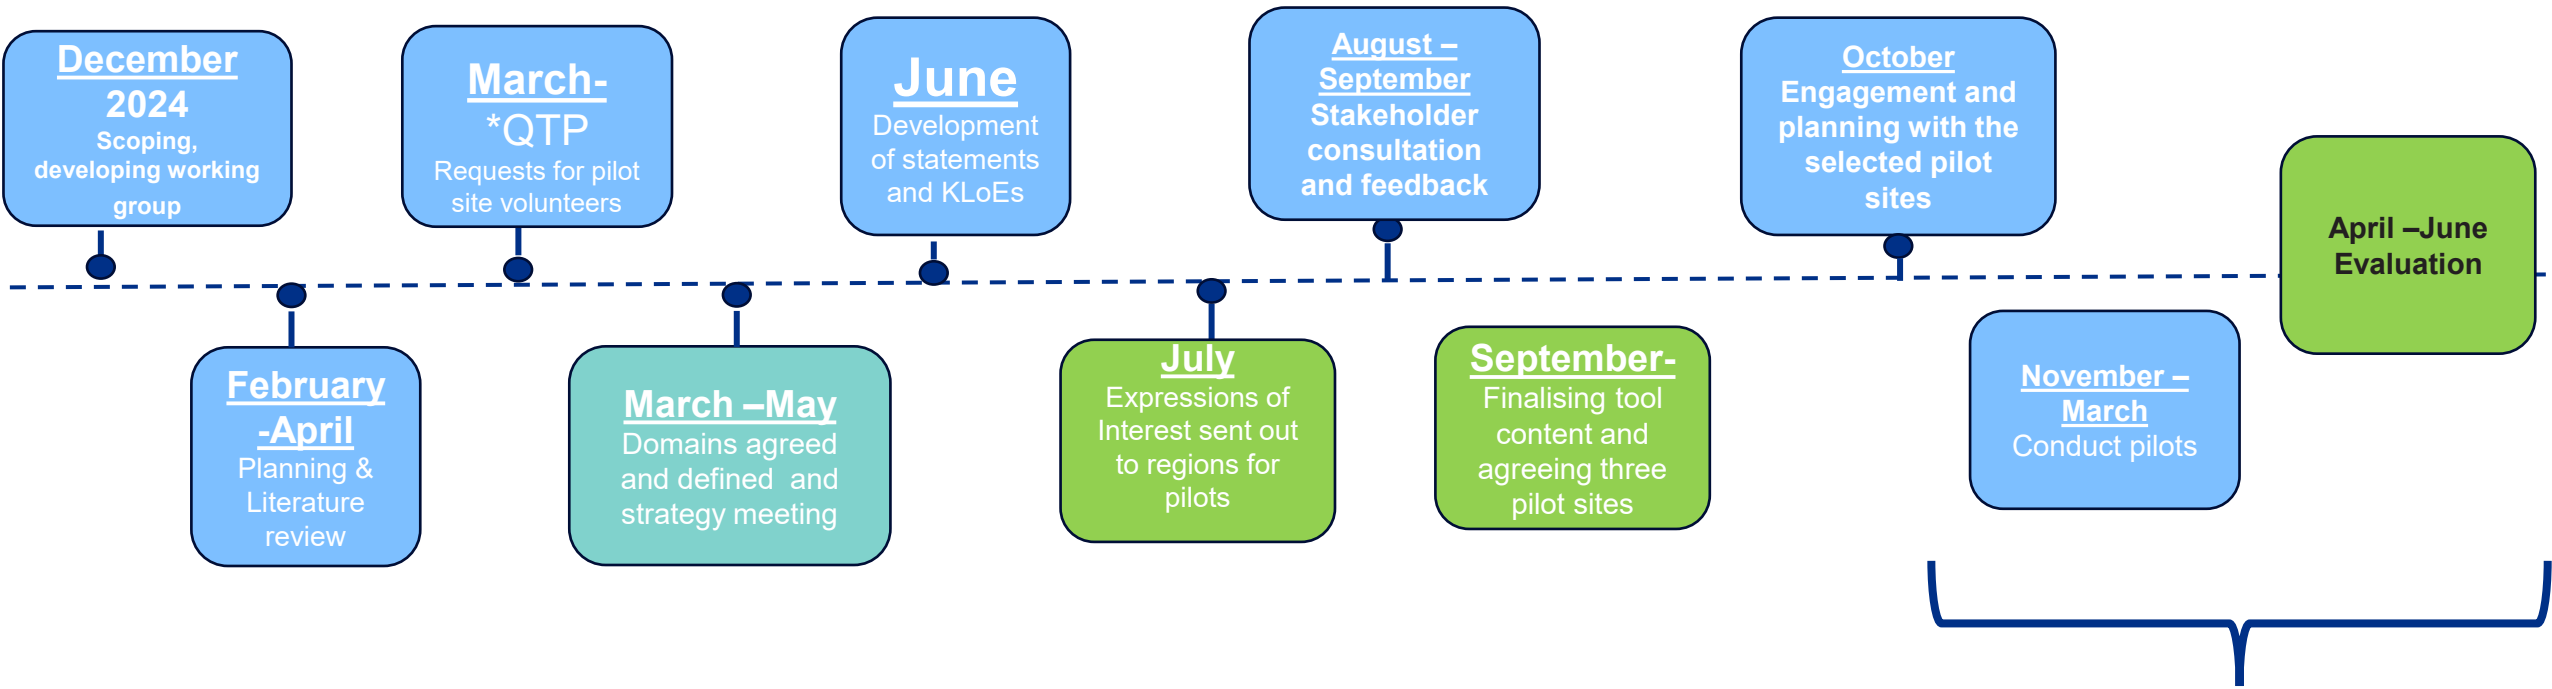 December
2024
Scoping,
developing working
group
February
-April
Planning &
Literature
review
March-
*QTP
Requests for pilot
site volunteers
March –May
Domains agreed
and defined  and
strategy meeting
June
Development
of statements
and KLoEs
July
Expressions of
Interest sent out
to regions for
pilots
August –
September
Stakeholder
consultation
and feedback
September-
Finalising tool
content and
agreeing three
pilot sites
October
Engagement and
planning with the
selected pilot
sites
November –
March
Conduct pilots
April –June
Evaluation